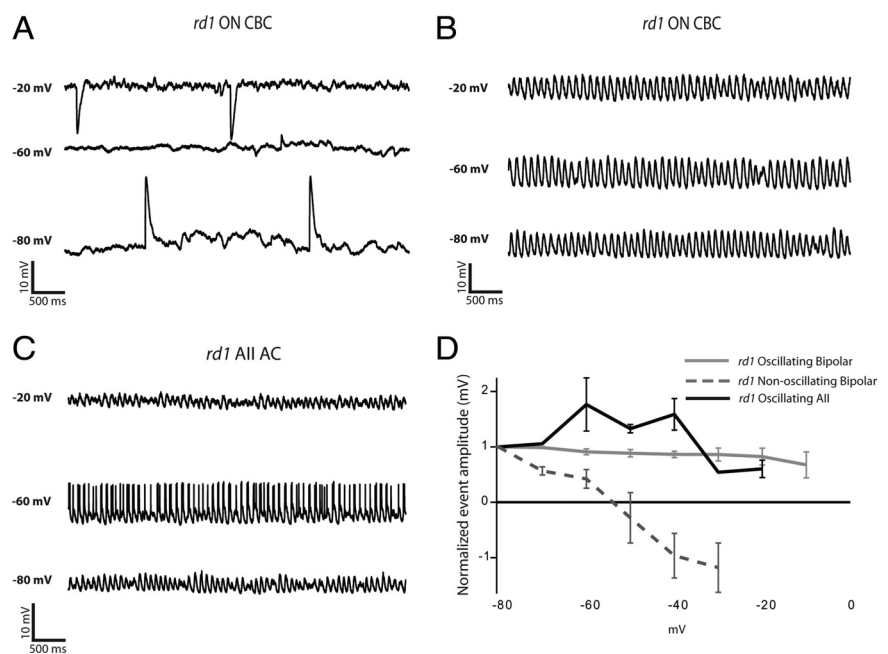 A
rd1 ON CBC
-20 mV
-60 mV
-80 mV
10 mV
500 ms
B
rd1 ON CBC
-20 mV
-60 mV
-80 mV
10 mV
500 ms
C
rd1 AII AC
-20 mV
-60 mV
-80 mV
10 mV
500 ms
D
rd1 Oscillating Bipolar
rd1 Non-oscillating Bipolar
rd1 Oscillating AII
Normalized event amplitude (mV)
2
1
0
-1
-80
-60
-40
-20
0
mV